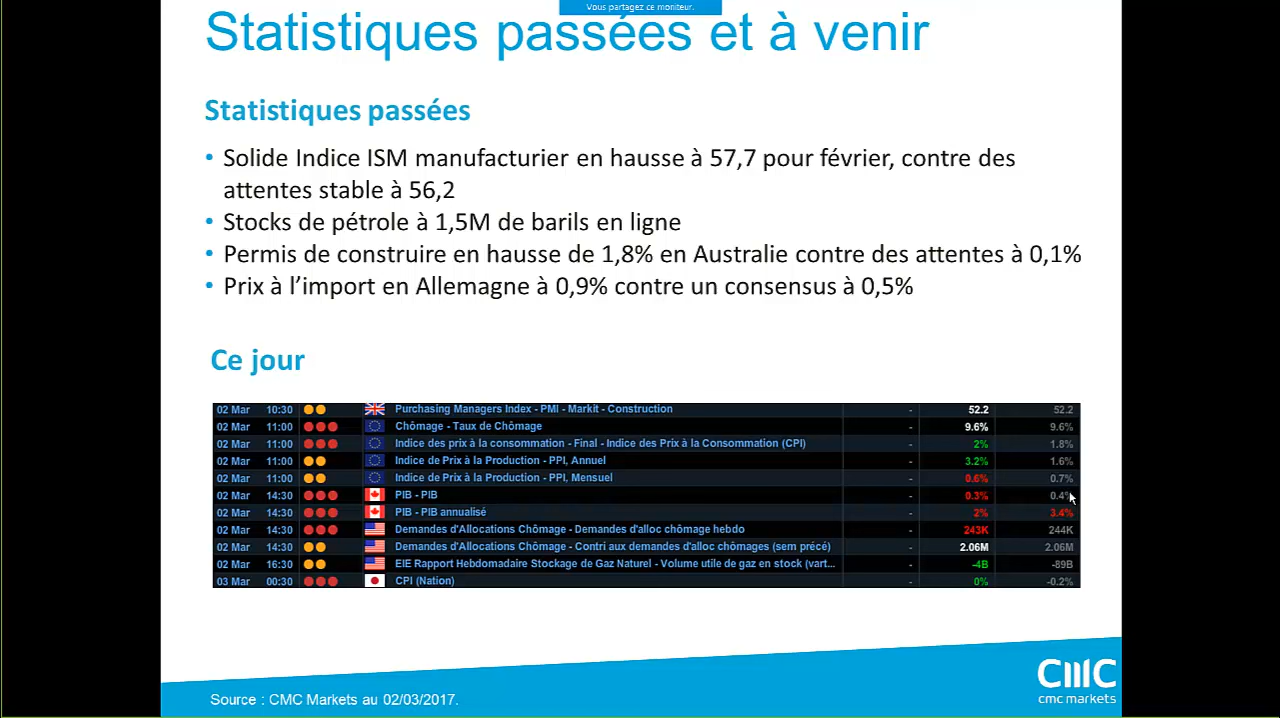 Vous partagez ce moniteur.
Statistiques passées et à venir
Statistiques passées
• Solide Indice ISM manufacturier en hausse à 57,7 pour février, contre des
attentes stable à 56,2
• Stocks de pétrole à 1,5M de barils en ligne
• Permis de construire en hausse de 1,8% en Australie contre des attentes à 0,1%
• Prix à l’import en Allemagne à 0,9% contre un consensus à 0,5%
Ce jour
02 Mar 10:30 Purchasing Managers Index - PMI - Markit - Construction - 52.2 52.2
02 Mar 11:00 Chômage - Taux de Chômage - 9.6% 9.6%
02 Mar 11:00 Indice des prix à la consommation - Final - Indice des Prix à la Consommation (CPI) - 2% 1.8%
02 Mar 11:00 Indice de Prix à la Production - PPI, Annuel - 3.2% 1.6%
02 Mar 11:00 Indice de Prix à la Production - PPI, Mensuel - 0.6% 0.7%
02 Mar 14:30 PIB - PIB - 0.3% 0.4%
02 Mar 14:30 PIB - PIB annualisé - 2% 3.4%
02 Mar 14:30 Demandes d'Allocations Chômage - Demandes d'alloc chômage hebdo - 243K 244K
02 Mar 14:30 Demandes d'Allocations Chômage - Contri aux demandes d'alloc chômages (sem précé) - 2.06M 2.06M
02 Mar 16:30 EIE Rapport Hebdomadaire Stockage de Gaz Naturel - Volume utile de gaz en stock (vart... - -4B -89B
03 Mar 00:30 CPI (Nation) - 0% -0.2%
CMC
cmc markets
Source : CMC Markets au 02/03/2017.